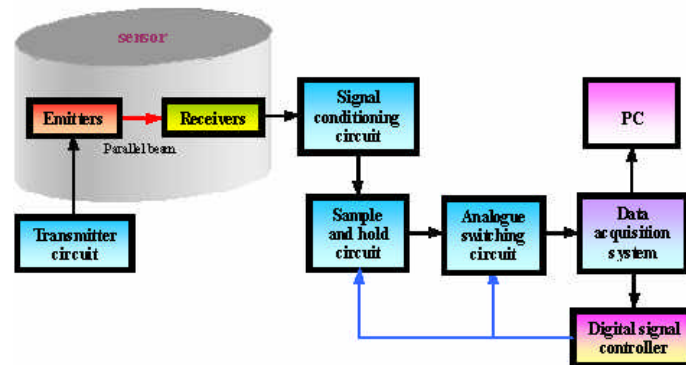 sensor
Emitters
Receivers
Parallel beam
Transmitter
circuit
Signal
conditioning
circuit
Sample
and hold
circuit
Analogue
switching
circuit
PC
Data
acquisition
system
Digital signal
controller